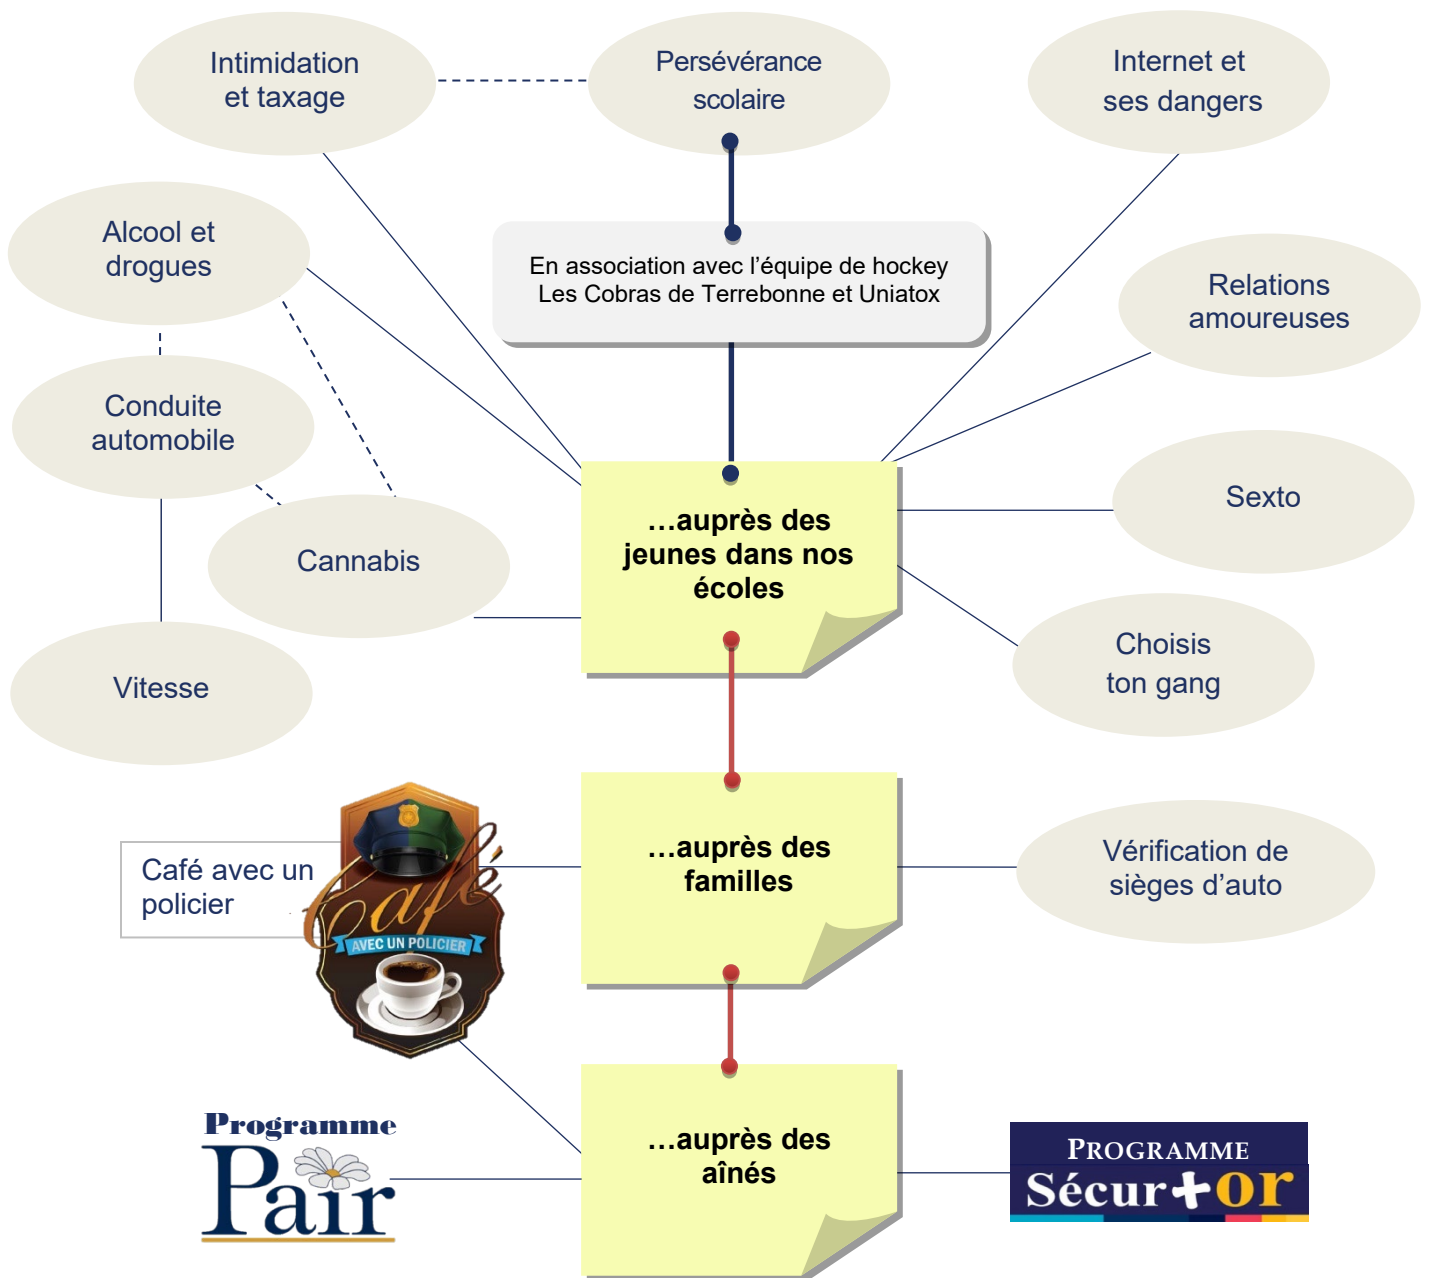 Intimidation
et taxage
Persévérance
scolaire
Internet et
ses dangers
Alcool et
drogues
En association avec l’équipe de hockey
Les Cobras de Terrebonne et Uniatox
Relations
amoureuses
Conduite
automobile
Sexto
…auprès des
jeunes dans nos
écoles
Cannabis
Choisis
ton gang
Vitesse
Café avec un
policier
Café
AVEC UN POLICIER
…auprès des
familles
Vérification de
sièges d’auto
Programme
Pair
…auprès des
aînés
PROGRAMME
Sécur+or